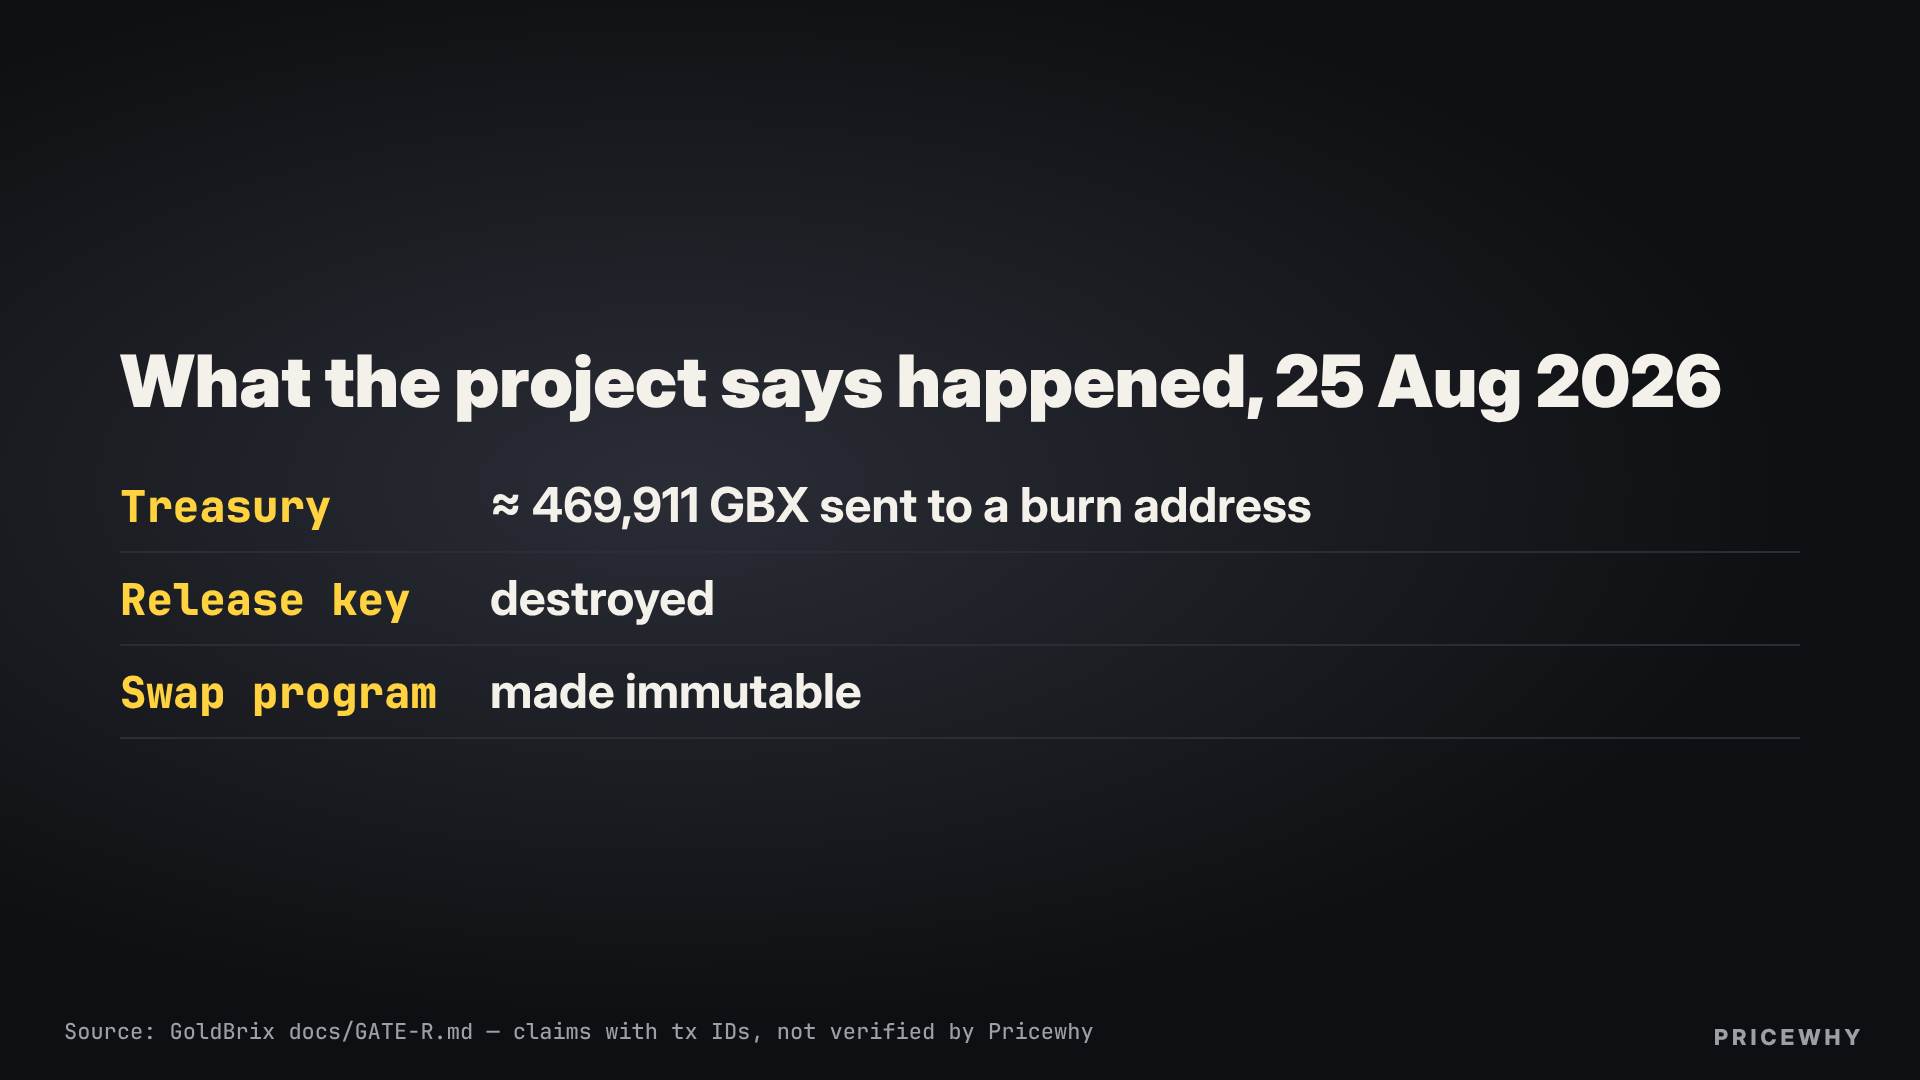 What the project says happened, 25 Aug 2026
Treasury ≈ 469,911 GBX sent to a burn address
Release key destroyed
Swap program made immutable
Source: GoldBrix docs/GATE-R.md — claims with tx IDs, not verified by Pricewhy
PRICEWHY